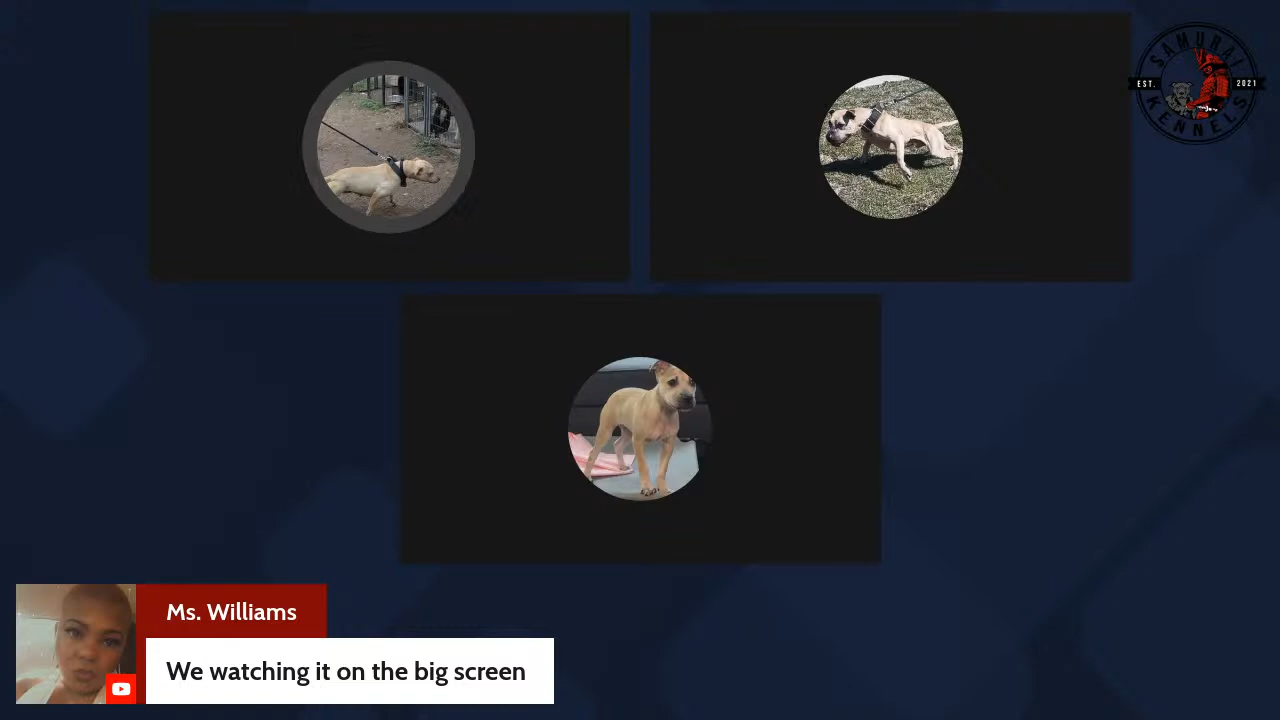 SAMURAI
EST. 2021
KENNELS
Ms. Williams
We watching it on the big screen